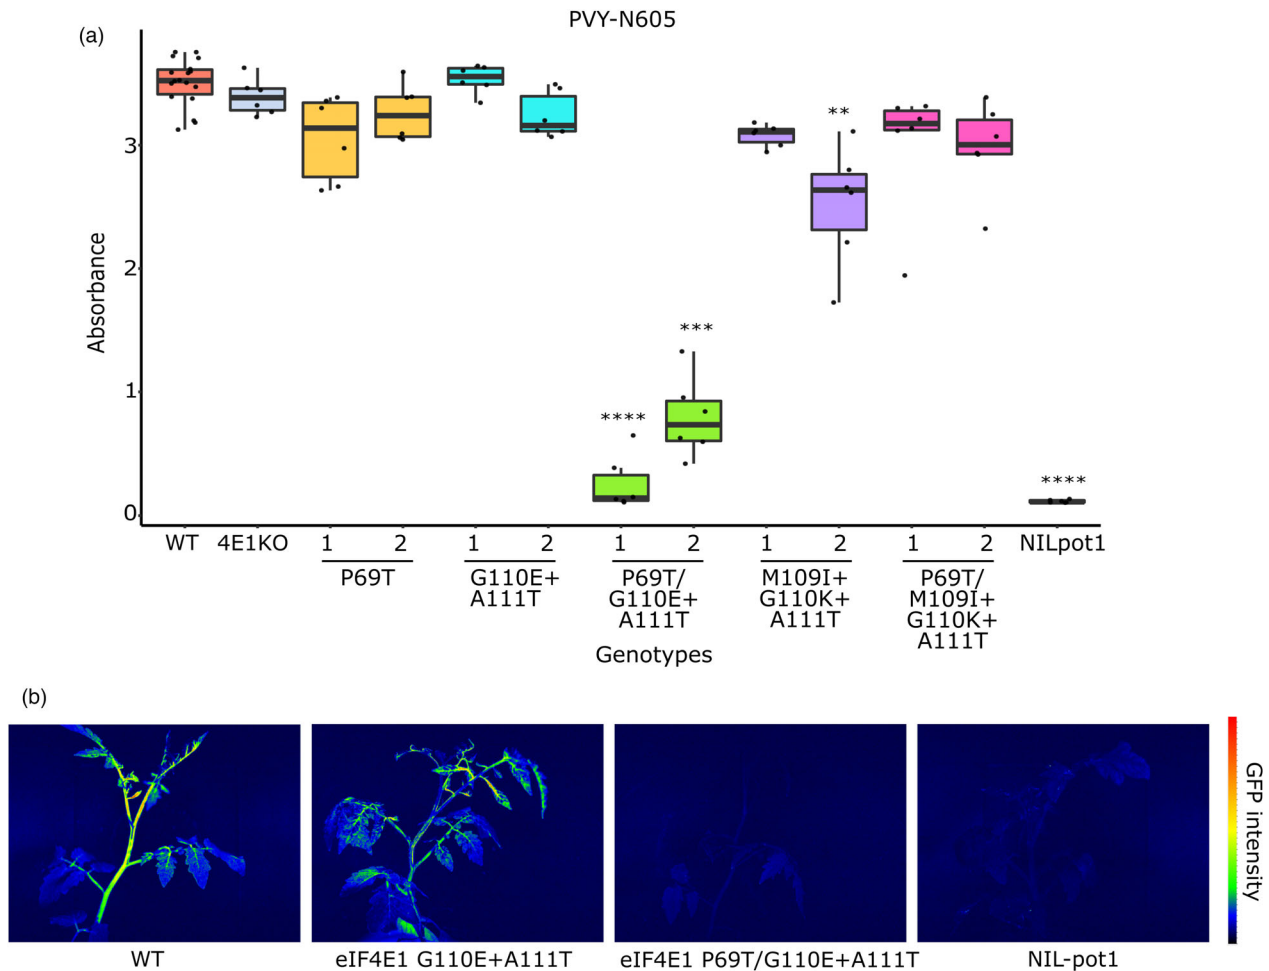 PVY-N605
(a)
Absorbance
3
2
1
0
****
***
**
****
WT 4E1KO 1 2 1 2 1 2 1 2 1 2 NILpot1
P69T
G110E+
A111T
P69T/
G110E+
A111T
M109I+
G110K+
A111T
P69T/
M109I+
G110K+
A111T
Genotypes
(b)
GFP intensity
WT
eIF4E1 G110E+A111T
eIF4E1 P69T/G110E+A111T
NIL-pot1